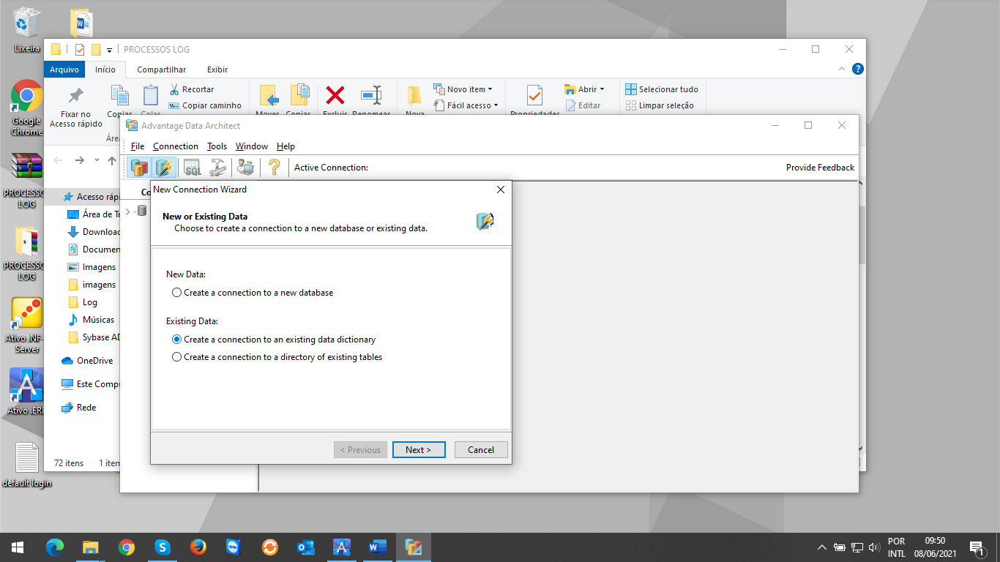 Lixeira
Google
Chrome
PROCESSOS
LOG
PROCESSO
LOG
Ativo .NF-
Server
Ativo .ERP
default login
PROCESSOS LOG
Arquivo
Início
Compartilhar
Exibir
Fixar no
Acesso rápido
Copiar
Colar
Recortar
Copiar caminho
Mover
Copiar
Excluir
Renomear
Nova
Novo item
Fácil acesso
Propriedades
Abrir
Editar
Selecionar tudo
Limpar seleção
Áre
Acesso rápi
Área de Tr
Downloac
Documen
Imagens
imagens
Log
Músicas
Sybase AD
OneDrive
Este Compu
Rede
72 itens
1 item
Advantage Data Architect
File Connection Tools Window Help
SQL
Active Connection:
Provide Feedback
Co
New Connection Wizard
New or Existing Data
Choose to create a connection to a new database or existing data.
New Data:
Create a connection to a new database
Existing Data:
Create a connection to an existing data dictionary
Create a connection to a directory of existing tables
< Previous
Next >
Cancel
POR
INTL
09:50
08/06/2021
1